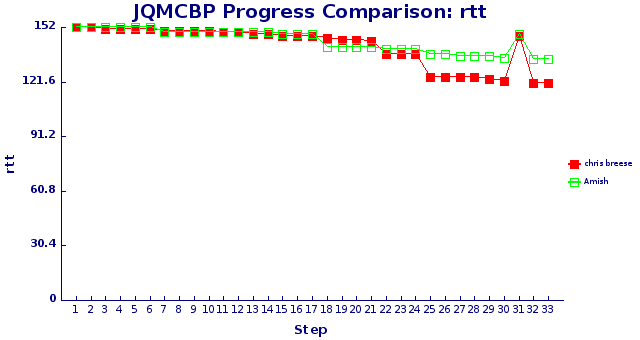 JQMCBP Progress Comparison: rtt
152
121.6
91.2
60.8
30.4
0
rtt
1 2 3 4 5 6 7 8 9 10 11 12 13 14 15 16 17 18 19 20 21 22 23 24 25 26 27 28 29 30 31 32 33
Step
chris breese
Amish